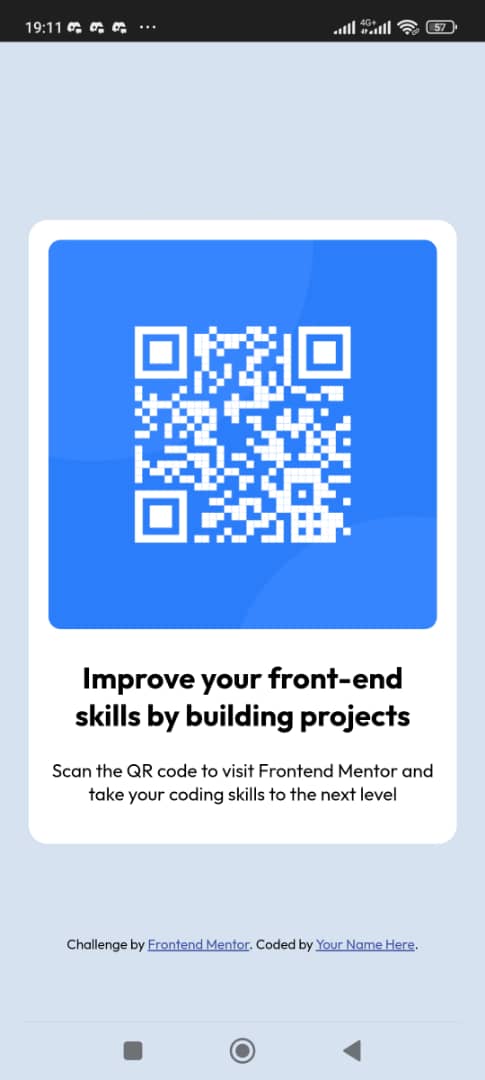 19:11
4G+
57
Improve your front-end
skills by building projects
Scan the QR code to visit Frontend Mentor and
take your coding skills to the next level
Challenge by Frontend Mentor. Coded by Your Name Here.